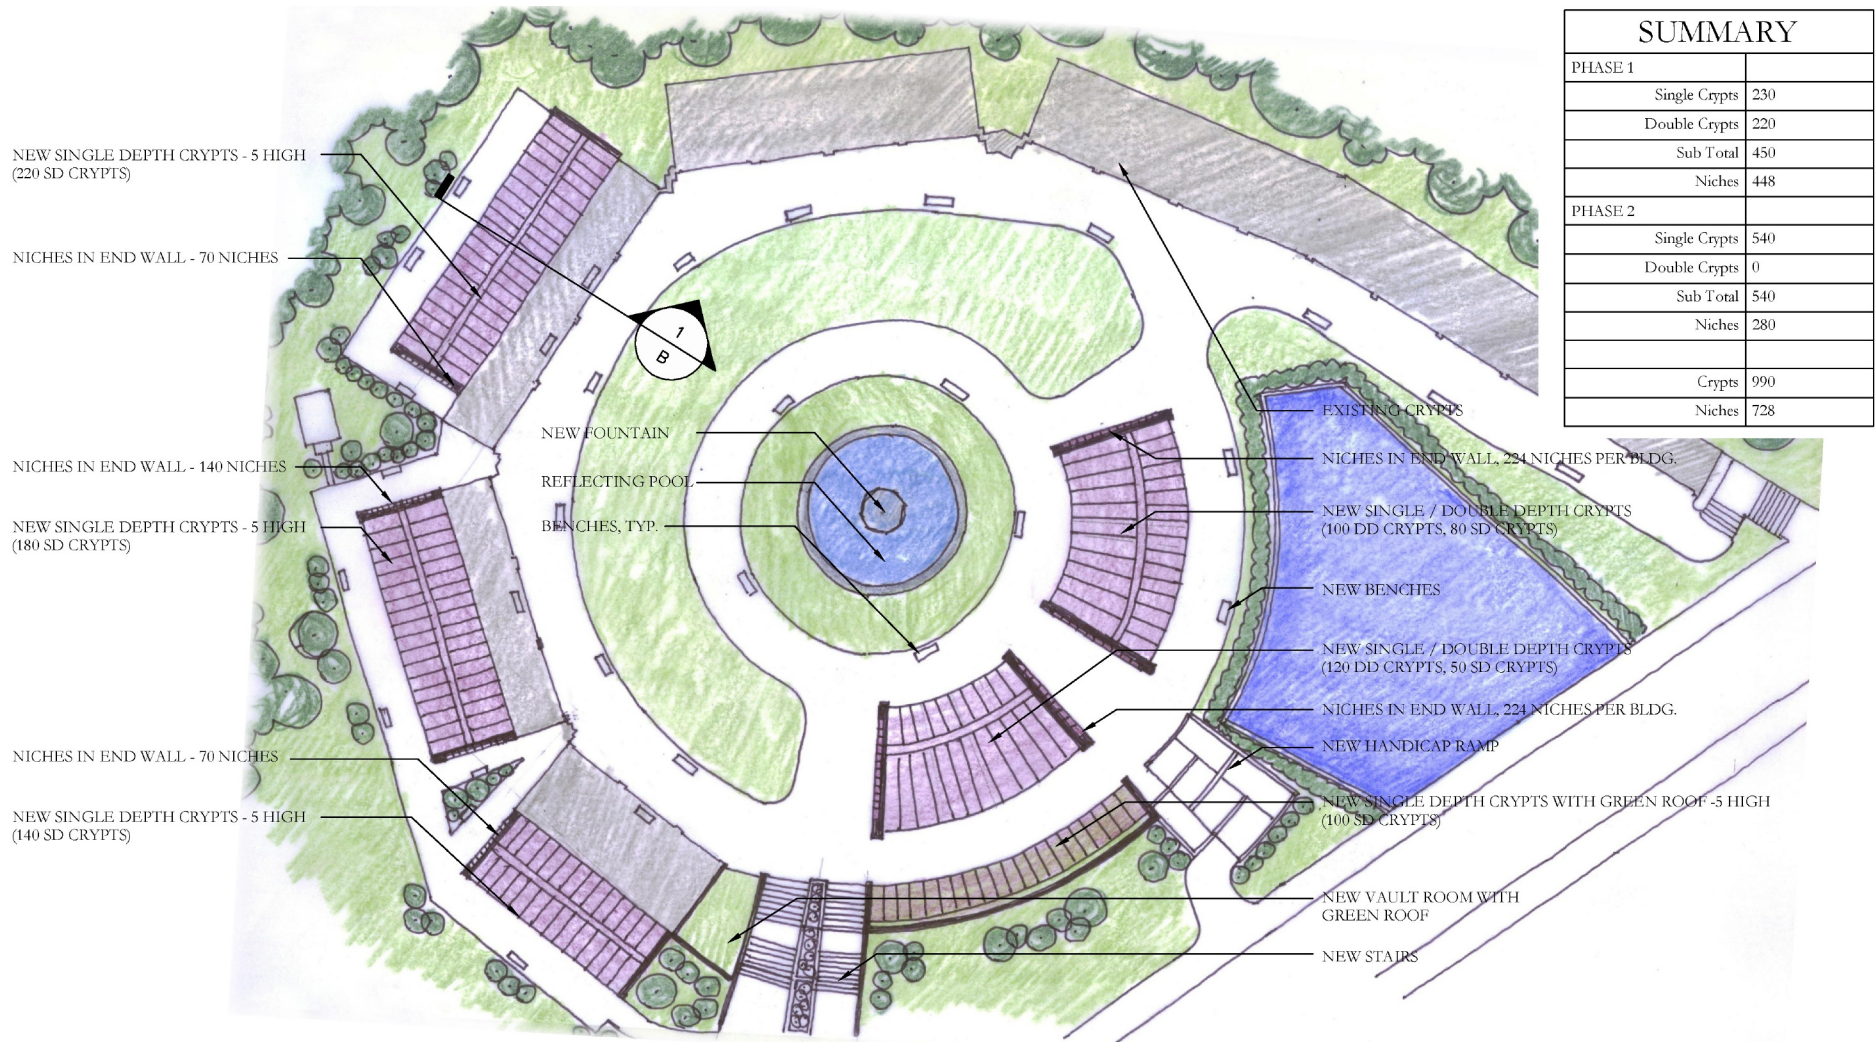 SUMMARY
PHASE 1
Single Crypts 230
Double Crypts 220
Sub Total 450
Niches 448
PHASE 2
Single Crypts 540
Double Crypts 0
Sub Total 540
Niches 280
Crypts 990
Niches 728
NEW SINGLE DEPTH CRYPTS - 5 HIGH
(220 SD CRYPTS)
NICHES IN END WALL - 70 NICHES
NICHES IN END WALL - 140 NICHES
NEW SINGLE DEPTH CRYPTS - 5 HIGH
(180 SD CRYPTS)
NICHES IN END WALL - 70 NICHES
NEW SINGLE DEPTH CRYPTS - 5 HIGH
(140 SD CRYPTS)
1
B
NEW FOUNTAIN
REFLECTING POOL
BENCHES, TYP.
EXISTING CRYPTS
NICHES IN END WALL, 224 NICHES PER BLDG.
NEW SINGLE / DOUBLE DEPTH CRYPTS
(100 DD CRYPTS, 80 SD CRYPTS)
NEW BENCHES
NEW SINGLE / DOUBLE DEPTH CRYPTS
(120 DD CRYPTS, 50 SD CRYPTS)
NICHES IN END WALL, 224 NICHES PER BLDG.
NEW HANDICAP RAMP
NEW SINGLE DEPTH CRYPTS WITH GREEN ROOF -5 HIGH
(100 SD CRYPTS)
NEW VAULT ROOM WITH
GREEN ROOF
NEW STAIRS